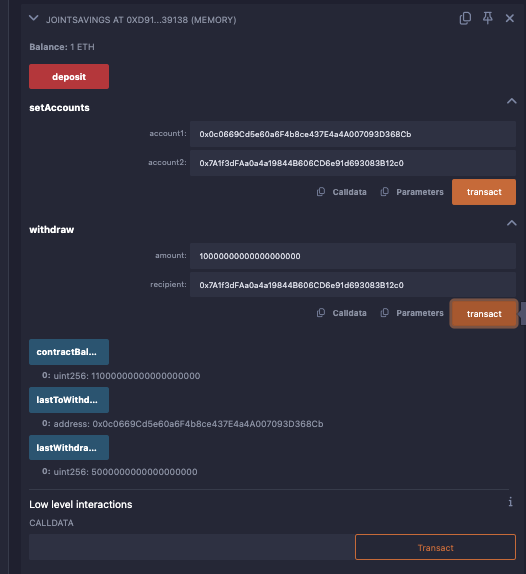 JOINTSAVINGS AT 0XD91...39138 (MEMORY)
Balance: 1 ETH
deposit
setAccounts
account1: 0x0c0669Cd5e60a6F4b8ce437E4a4A007093D368Cb
account2: 0x7A1f3dFAa0a4a19844B606CD6e91d693083B12c0
Calldata Parameters transact
withdraw
amount: 10000000000000000000
recipient: 0x7A1f3dFAa0a4a19844B606CD6e91d693083B12c0
Calldata Parameters transact
contractBal...
0: uint256: 11000000000000000000
lastToWithd...
0: address: 0x0c0669Cd5e60a6F4b8ce437E4a4A007093D368Cb
lastWithdra...
0: uint256: 5000000000000000000
Low level interactions i
CALLDATA
Transact